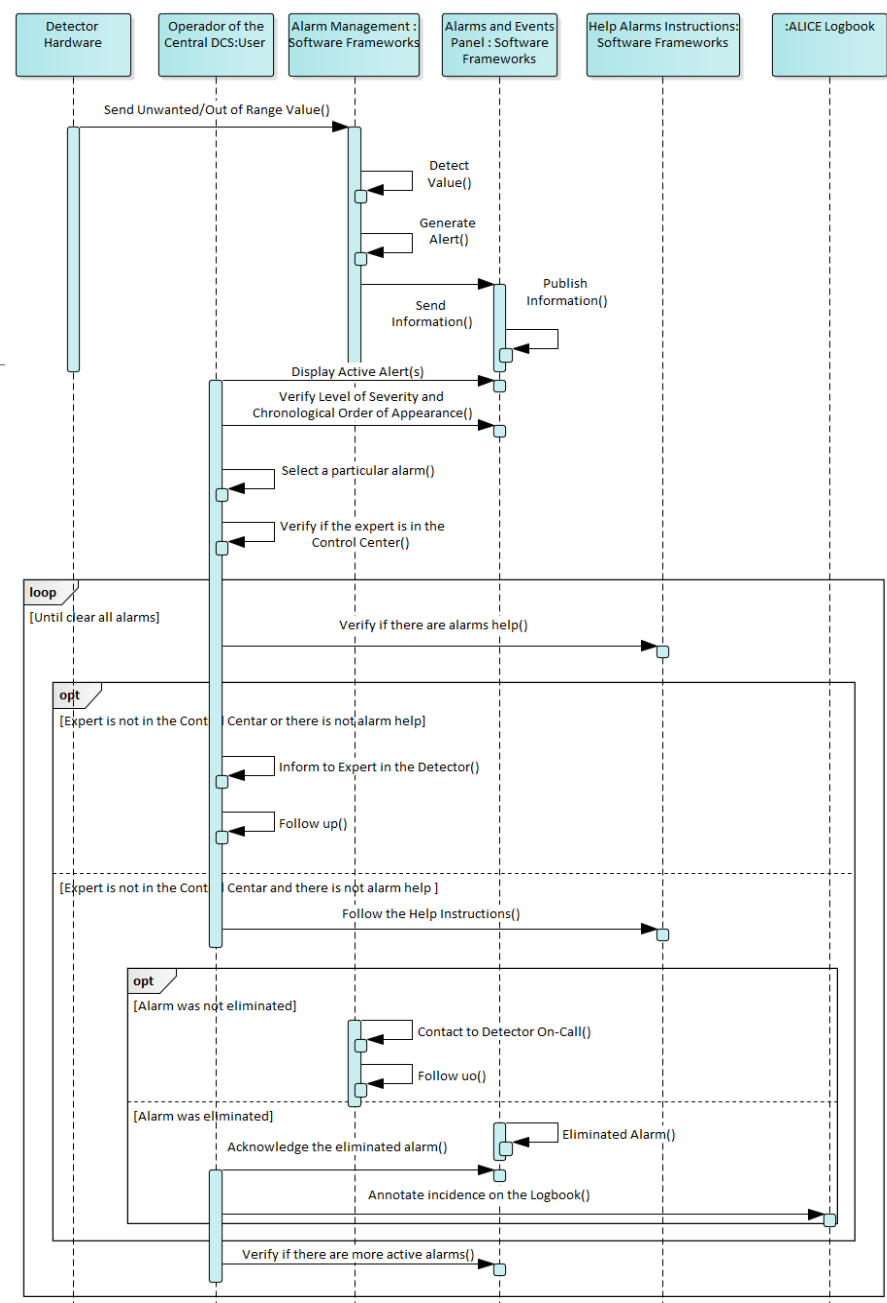 Detector
Hardware
Operador of the
Central DCS:User
Alarm Management :
Software Frameworks
Alarms and Events
Panel : Software
Frameworks
Help Alarms Instructions:
Software Frameworks
:ALICE Logbook
Send Unwanted/Out of Range Value()
Detect
Value()
Generate
Alert()
Publish
Information()
Send
Information()
Display Active Alert(s)
Verify Level of Severity and
Chronological Order of Appearance()
Select a particular alarm()
Verify if the expert is in the
Control Center()
loop
[Until clear all alarms]
Verify if there are alarms help()
opt
[Expert is not in the Cont l Centar or there is not alarm help]
Inform to Expert in the Detector()
Follow up()
[Expert is not in the Cont l Centar and there is not alarm help ]
Follow the Help Instructions()
opt
[Alarm was not eliminated]
Contact to Detector On-Call()
Follow uo()
[Alarm was eliminated]
Eliminated Alarm()
Acknowledge the eliminated alarm()
Annotate incidence on the Logbook()
Verify if there are more active alarms()